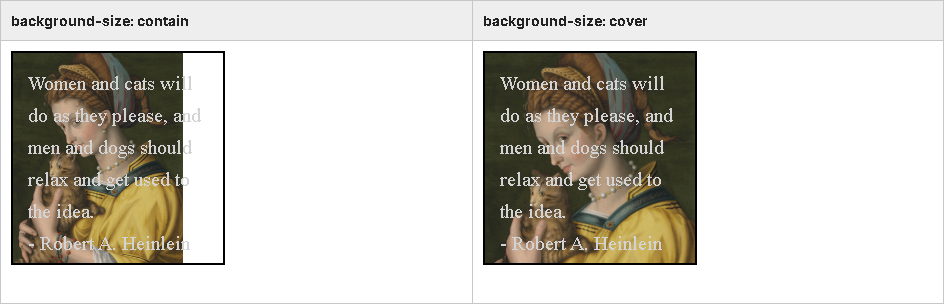 background-size: contain
background-size: cover
Women and cats will
do as they please, and
men and dogs should
relax and get used to
the idea.
- Robert A. Heinlein
Women and cats will
do as they please, and
men and dogs should
relax and get used to
the idea.
- Robert A. Heinlein